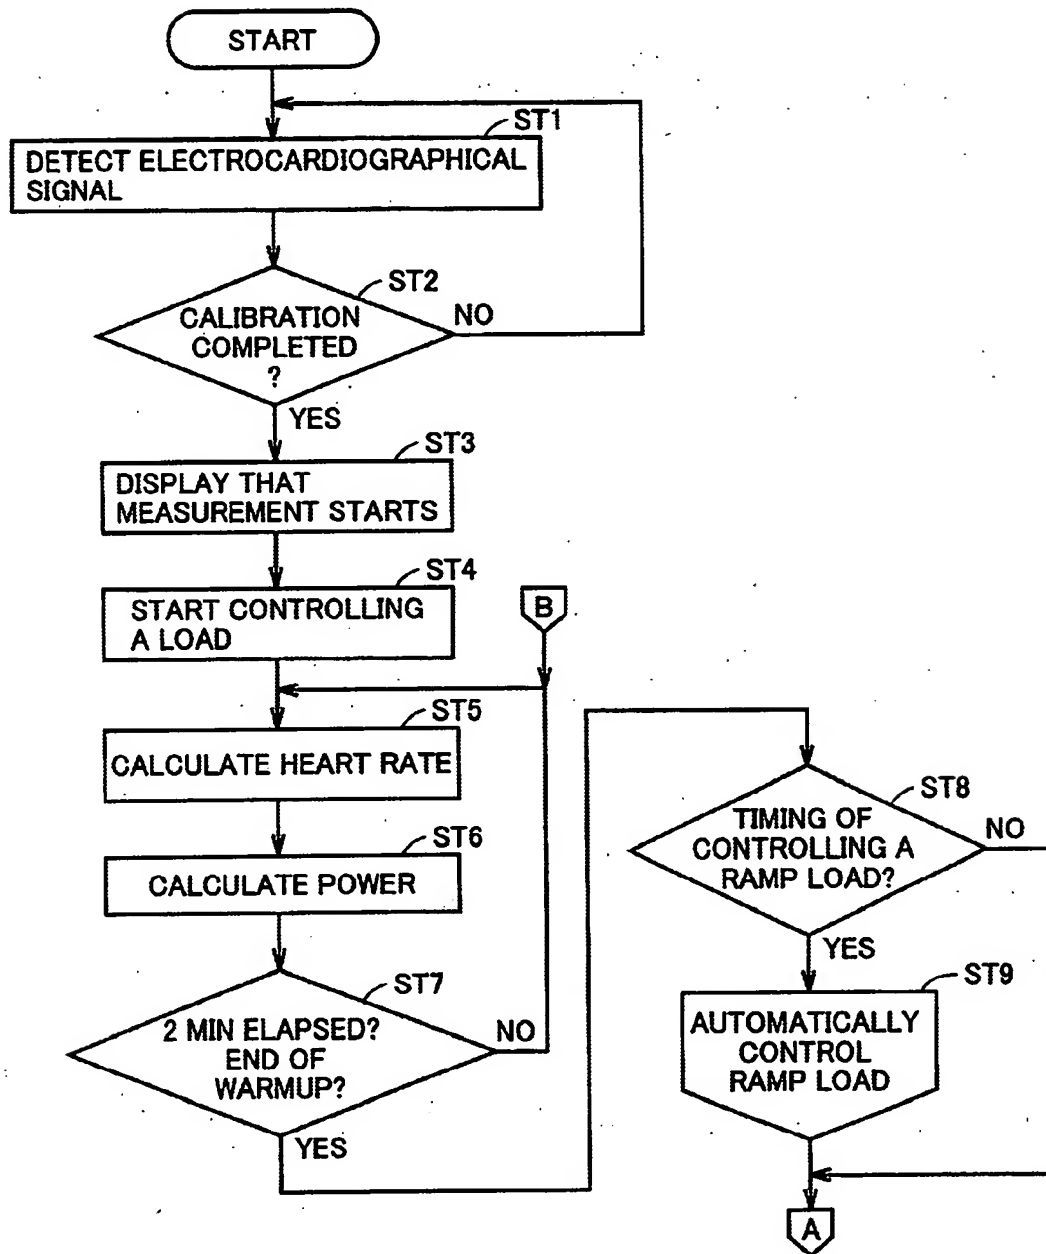 START
ST1
DETECT ELECTROCARDIOGRAPHICAL
SIGNAL
ST2
CALIBRATION
COMPLETED
?
NO
YES
ST3
DISPLAY THAT
MEASUREMENT STARTS
ST4
START CONTROLLING
A LOAD
B
ST5
CALCULATE HEART RATE
ST6
CALCULATE POWER
ST7
2 MIN ELAPSED?
END OF
WARMUP?
NO
YES
ST8
TIMING OF
CONTROLLING A
RAMP LOAD?
NO
YES
ST9
AUTOMATICALLY
CONTROL
RAMP LOAD
A